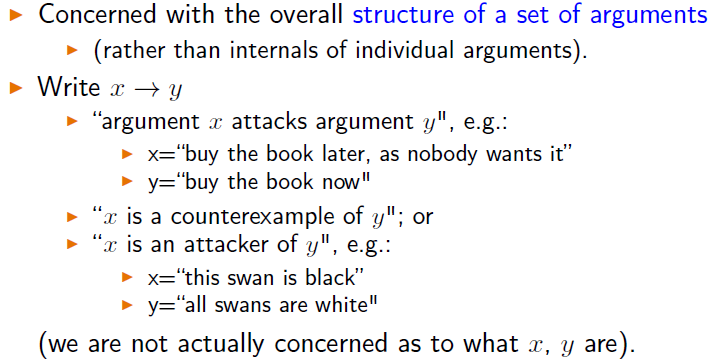 ► Concerned with the overall structure of a set of arguments
► (rather than internals of individual arguments).
► Write x → y
► “argument x attacks argument y", e.g.:
► x=“buy the book later, as nobody wants it”
► y=“buy the book now"
► “x is a counterexample of y"; or
► “x is an attacker of y", e.g.:
► x=“this swan is black”
► y=“all swans are white"
(we are not actually concerned as to what x, y are).